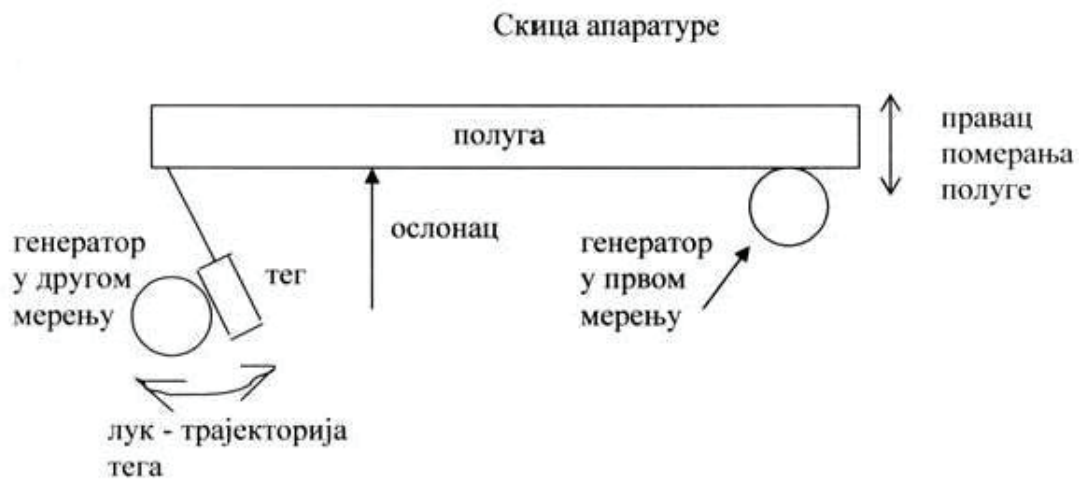 Скица апаратуре
полуга
правац
померања
полуге
ослонац
генератор
у другом
мерењу
тег
генератор
у првом
мерењу
лук - трајекторија
тега